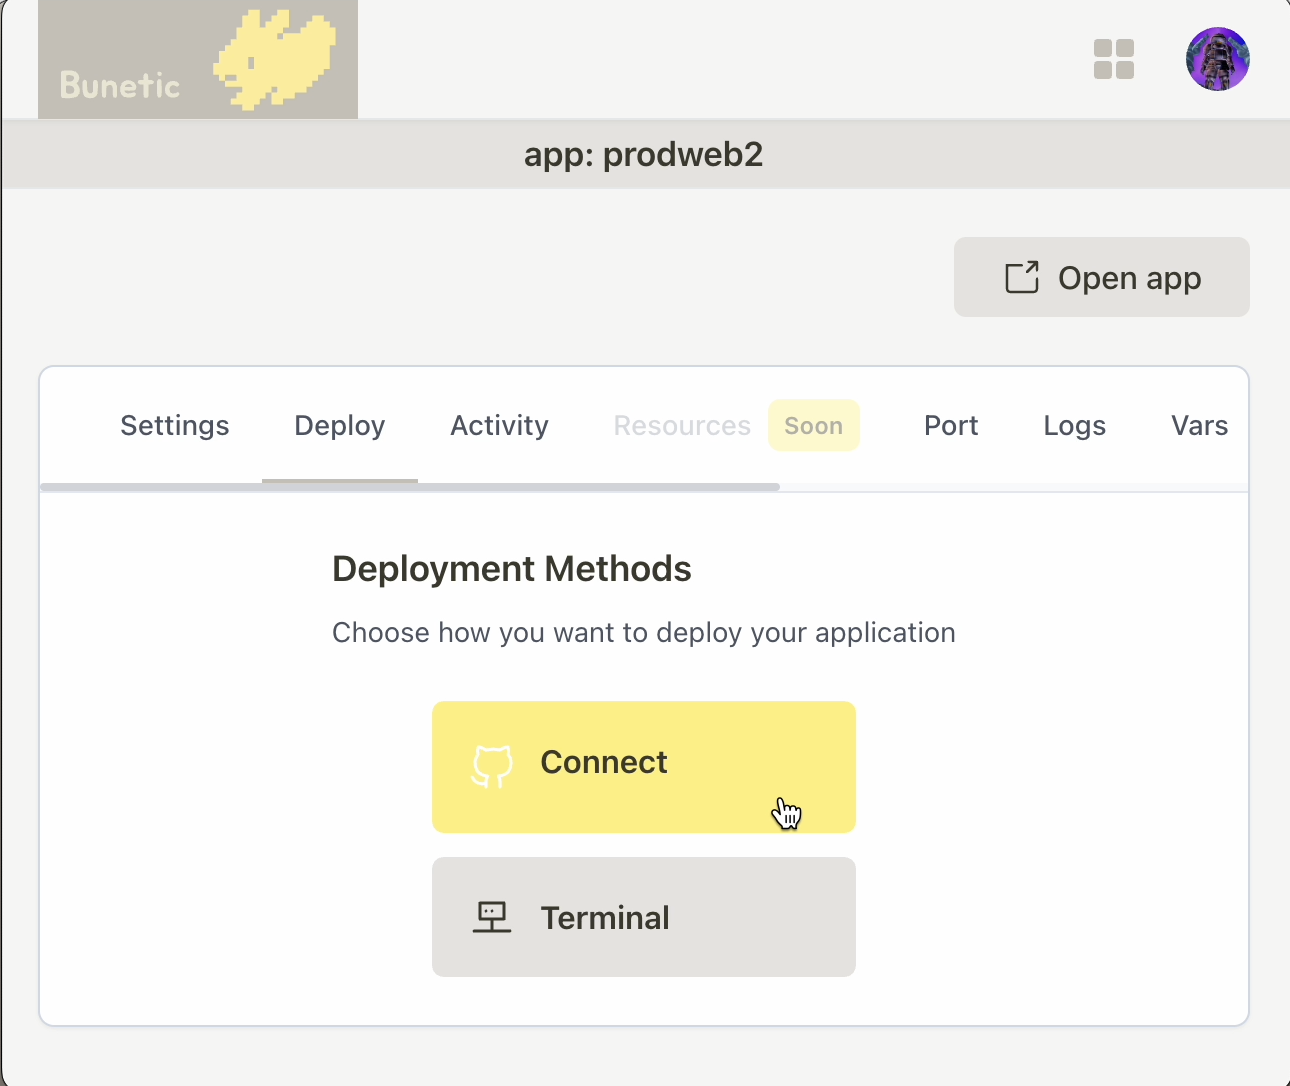 Bunetic
app: prodweb2
Open app
Settings Deploy Activity Resources Soon Port Logs Vars
Deployment Methods
Choose how you want to deploy your application
Connect
Terminal